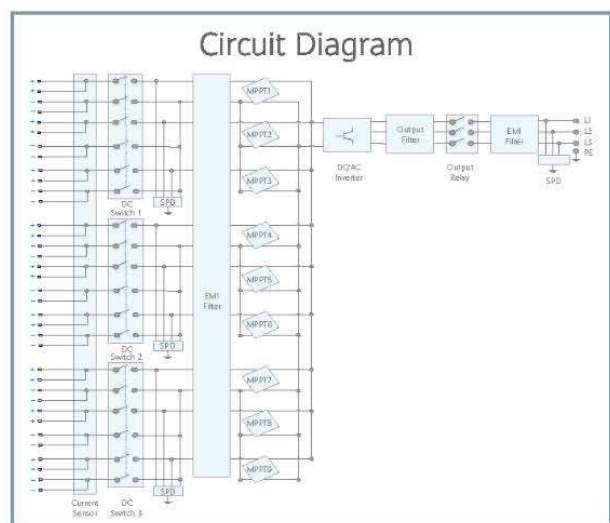 Circuit Diagram
MPPT1
MPPT2
MPPT3
MPPT4
MPPT5
MPPT6
MPPT7
MPPT8
MPPT9
DC
Switch 1
SPD
DC
Switch 2
SPD
Current
Sensor
DC
Switch 3
SPD
EMI
Filter
DC/AC
Inverter
Output
Filter
Output
Relay
EMI
Filter
SPD
L1
L2
L3
PE